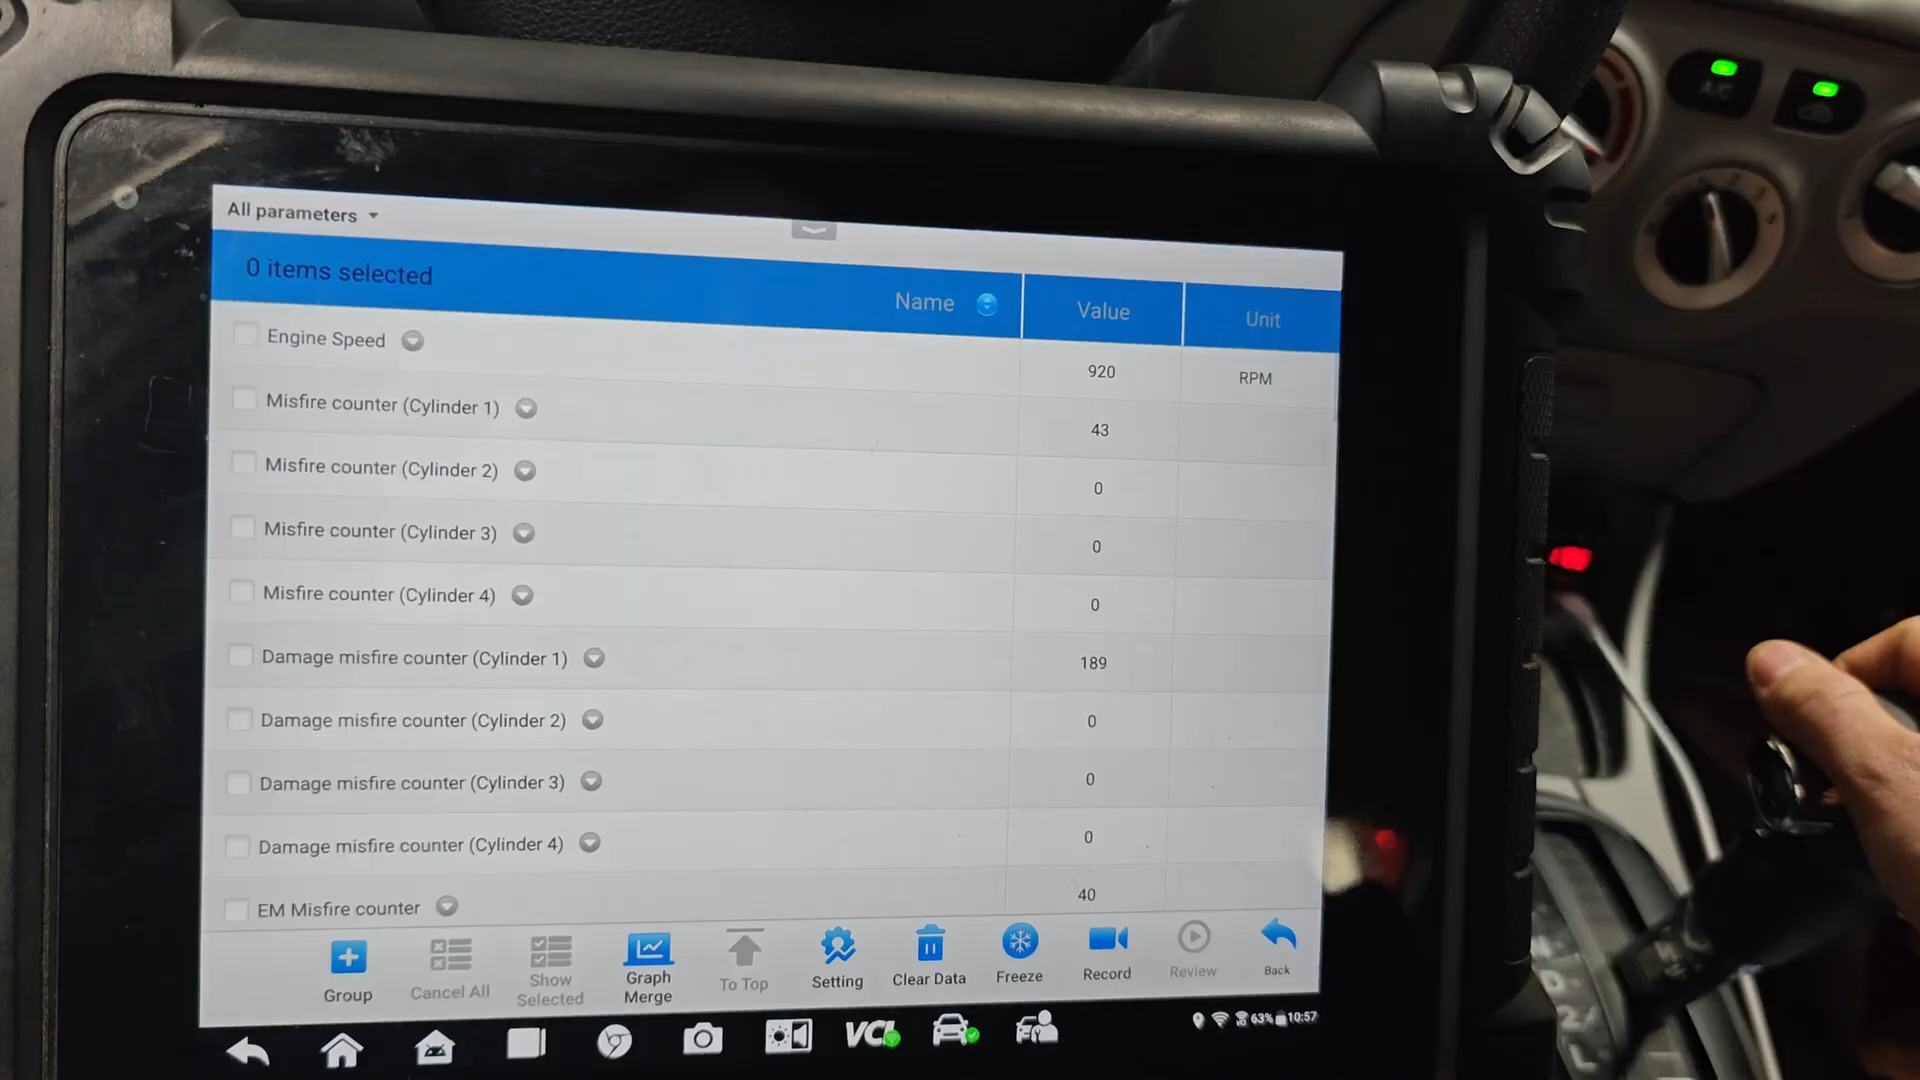 All parameters
0 items selected Name Value Unit
Engine Speed 920 RPM
Misfire counter (Cylinder 1) 43
Misfire counter (Cylinder 2) 0
Misfire counter (Cylinder 3) 0
Misfire counter (Cylinder 4) 0
Damage misfire counter (Cylinder 1) 189
Damage misfire counter (Cylinder 2) 0
Damage misfire counter (Cylinder 3) 0
Damage misfire counter (Cylinder 4) 0
EM Misfire counter 40
Group
Cancel All
Show
Selected
Graph
Merge
To Top
Setting
Clear Data
Freeze
Record
Review
Back
VCI
63% 10:57
A/C